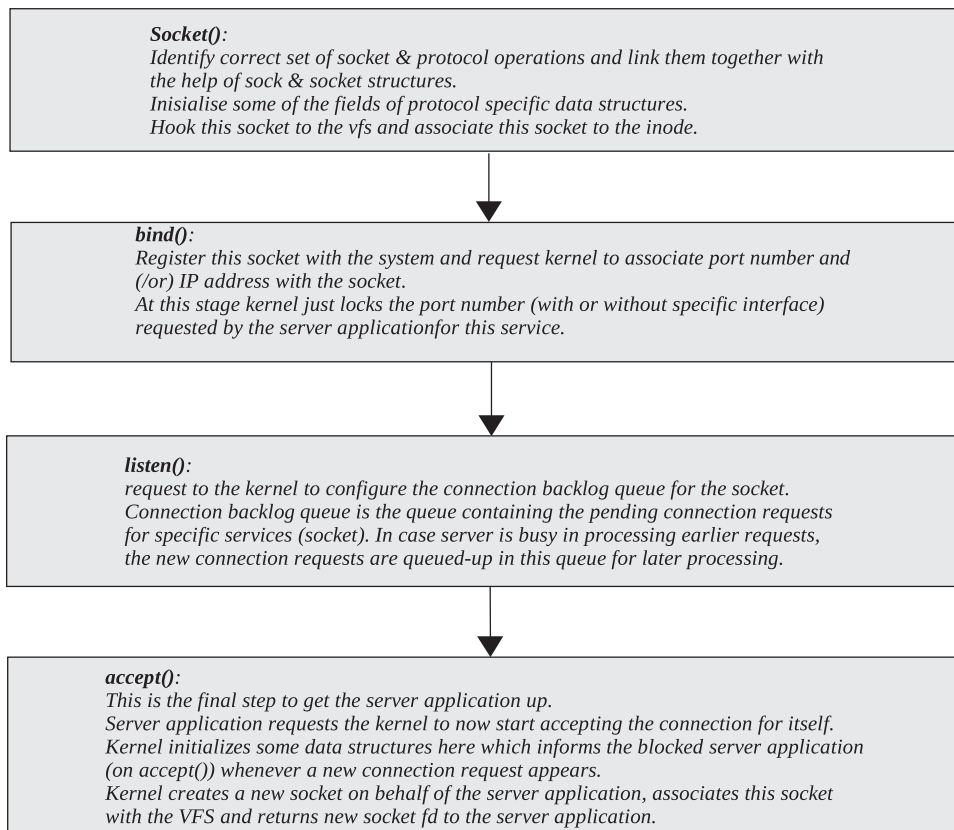 Socket():
Identify correct set of socket & protocol operations and link them together with
the help of sock & socket structures.
Inisialise some of the fields of protocol specific data structures.
Hook this socket to the vfs and associate this socket to the inode.
bind():
Register this socket with the system and request kernel to associate port number and
(/or) IP address with the socket.
At this stage kernel just locks the port number (with or without specific interface)
requested by the server applicationfor this service.
listen():
request to the kernel to configure the connection backlog queue for the socket.
Connection backlog queue is the queue containing the pending connection requests
for specific services (socket). In case server is busy in processing earlier requests,
the new connection requests are queued-up in this queue for later processing.
accept():
This is the final step to get the server application up.
Server application requests the kernel to now start accepting the connection for itself.
Kernel initializes some data structures here which informs the blocked server application
(on accept()) whenever a new connection request appears.
Kernel creates a new socket on behalf of the server application, associates this socket
with the VFS and returns new socket fd to the server application.